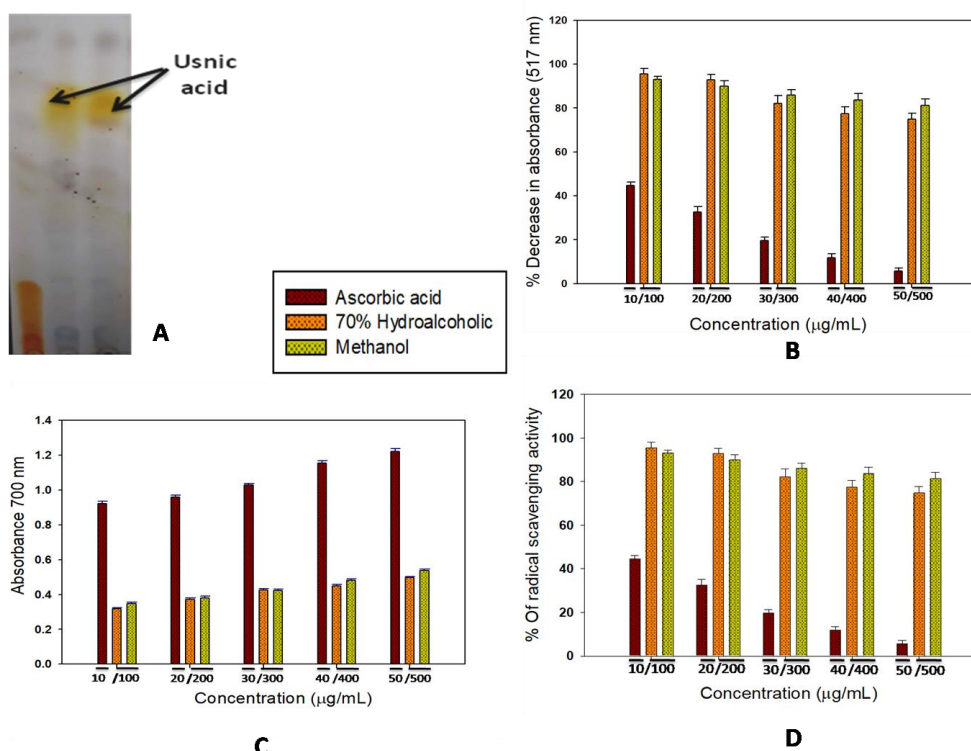 Usnic
acid
A
Ascorbic acid
70% Hydroalcoholic
Methanol
% Decrease in absorbance (517 nm)
120
100
80
60
40
20
0
10/100 20/200 30/300 40/400 50/500
Concentration (µg/mL)
B
Absorbance 700 nm
1.4
1.2
1.0
0.8
0.6
0.4
0.2
0.0
10 /100 20/200 30/300 40/400 50/500
Concentration (µg/mL)
C
% Of radical scavenging activity
120
100
80
60
40
20
0
10/100 20/200 30/300 40/400 50/500
Concentration (µg/mL)
D